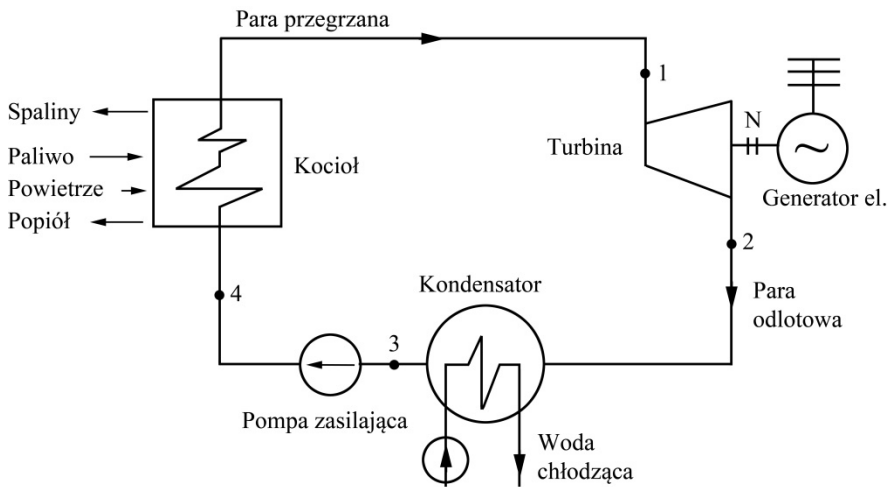 Para przegrzana
1
Spaliny
Paliwo
Powietrze
Popiół
Kocioł
Turbina
N
~
Generator el.
2
4
Kondensator
Para
odlotowa
3
Pompa zasilająca
Woda
chłodząca